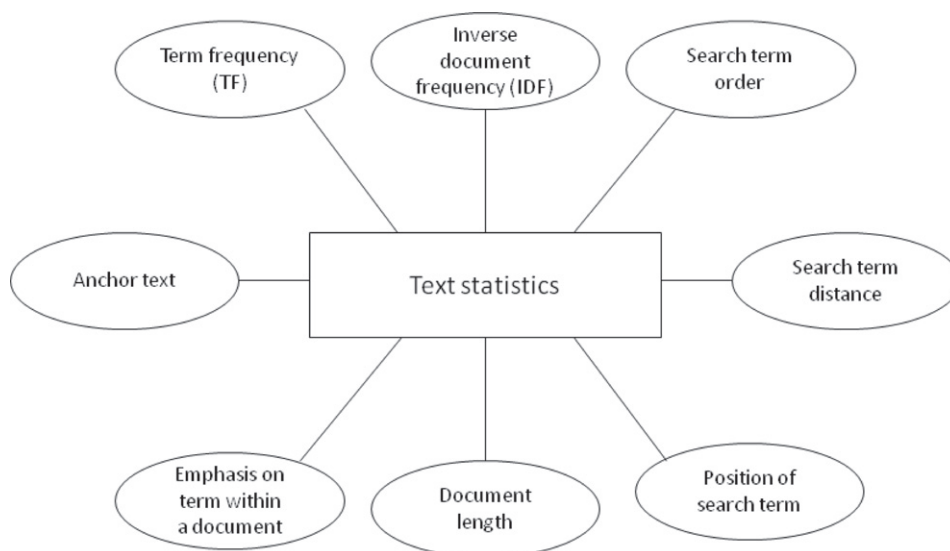 Term frequency
(TF)
Inverse
document
frequency (IDF)
Search term
order
Anchor text
Text statistics
Search term
distance
Emphasis on
term within
a document
Document
length
Position of
search term